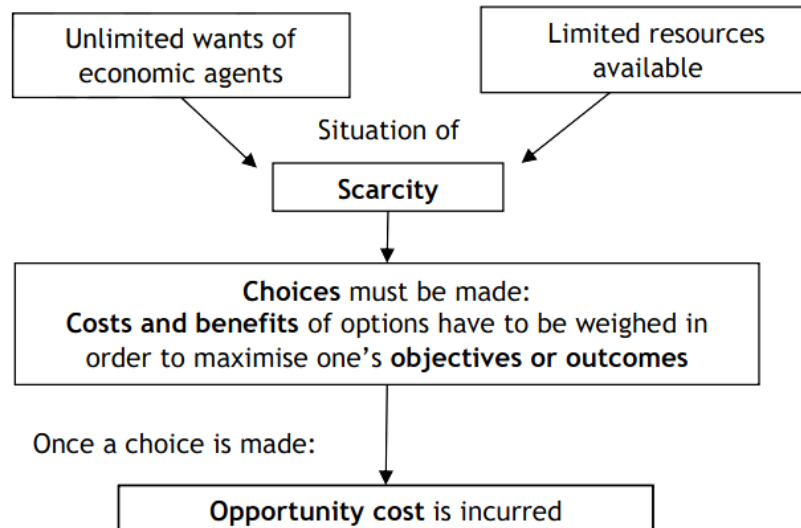 Unlimited wants of
economic agents
Limited resources
available
Situation of
Scarcity
Choices must be made:
Costs and benefits of options have to be weighed in
order to maximise one’s objectives or outcomes
Once a choice is made:
Opportunity cost is incurred